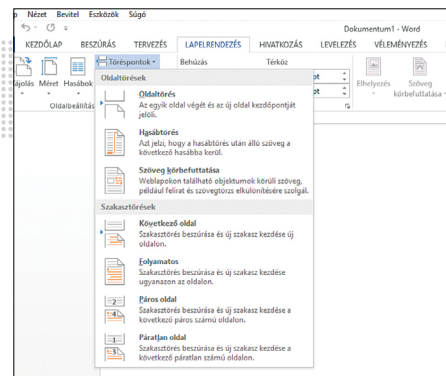 Nézet Bevitel Eszközök Súgó
Dokumentum1 - Word
KEZDŐLAP BESZÚRÁS TERVEZÉS LAPELRENDEZÉS HIVATKOZÁS LEVELEZÉS VÉLEMÉNYEZÉS
Töréspontok Behúzás Térköz
Tájolás Méret Hasábok
Elhelyezés Szöveg
körbefuttatása
Oldalbeállítás
Oldaltörések
Oldaltörés
Az egyik oldal végét és az új oldal kezdőpontját
jelöli.
Hasábtörés
Azt jelzi, hogy a hasábtörés után álló szöveg a
következő hasábba kerül.
Szöveg körbefuttatása
Weblapokon található objektumok körüli szöveg,
például felirat és szövegtörzs elkülönítésére szolgál.
Szakasztörések
Következő oldal
Szakasztörés beszúrása és új szakasz kezdése új
oldalon.
Folyamatos
Szakasztörés beszúrása és új szakasz kezdése
ugyanazon az oldalon.
Páros oldal
Szakasztörés beszúrása és új szakasz kezdése a
következő páros számú oldalon.
Páratlan oldal
Szakasztörés beszúrása és új szakasz kezdése a
következő páratlan számú oldalon.